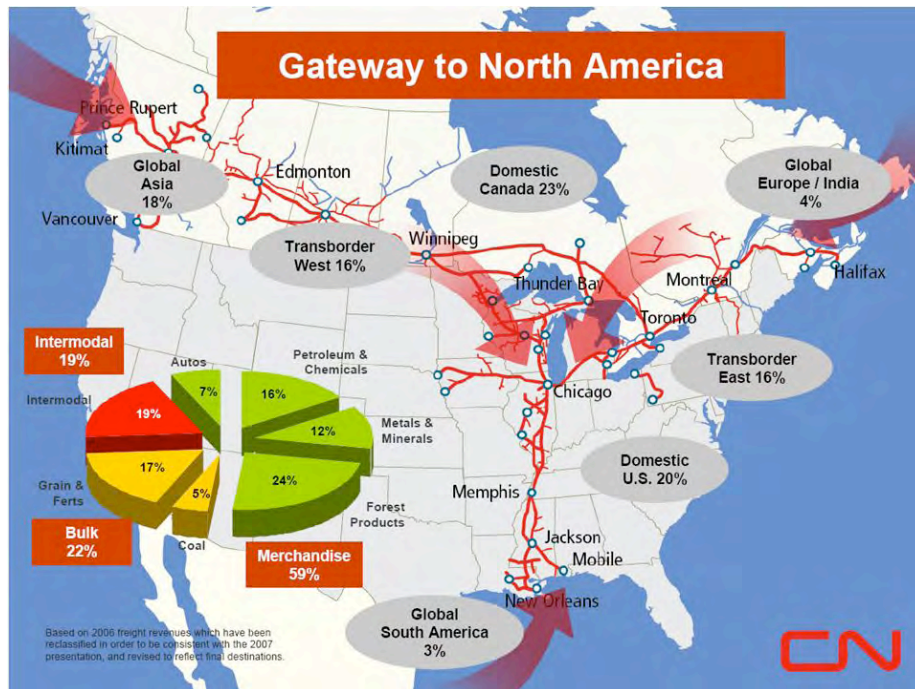 Gateway to North America
Prince Rupert
Kitimat
Global
Asia
18%
Edmonton
Domestic
Canada 23%
Global
Europe / India
4%
Vancouver
Transborder
West 16%
Winnipeg
Thunder Bay
Montreal
Halifax
Toronto
Intermodal
19%
Autos
7%
Petroleum &
Chemicals
16%
Transborder
East 16%
Chicago
Intermodal
19%
12%
Metals &
Minerals
17%
24%
5%
Domestic
U.S. 20%
Grain &
Ferts
Memphis
Forest
Products
Bulk
22%
Coal
Merchandise
59%
Jackson
Mobile
New Orleans
Global
South America
3%
Based on 2006 freight revenues which have been
reclassified in order to be consistent with the 2007
presentation, and revised to reflect final destinations.
CN